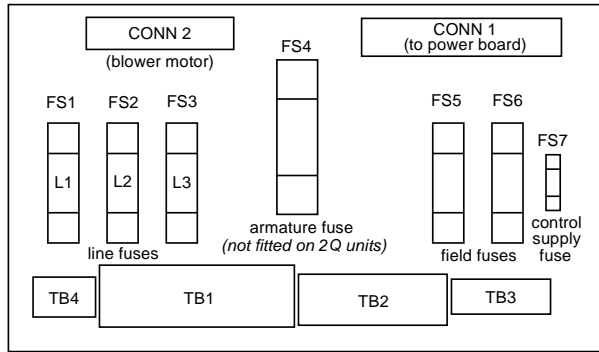 CONN 2
(blower motor)
FS4
CONN 1
(to power board)
FS1
FS2
FS3
FS5
FS6
FS7
L1
L2
L3
armature fuse
(not fitted on 2Q units)
line fuses
field fuses
control
supply
fuse
TB4
TB1
TB2
TB3